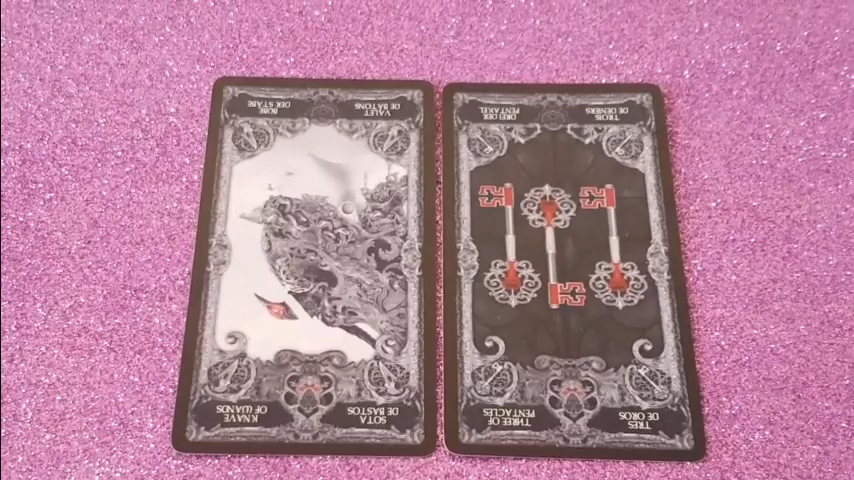 KNAVE
OF WANDS
SOTA
DE BASTOS
VALET
DE BATONS
BUBE
DER STABE
THREE OF
PENTACLES
TRES
DE OROS
TROIS
DE DENIERS
DREI DER
PENTAKEL